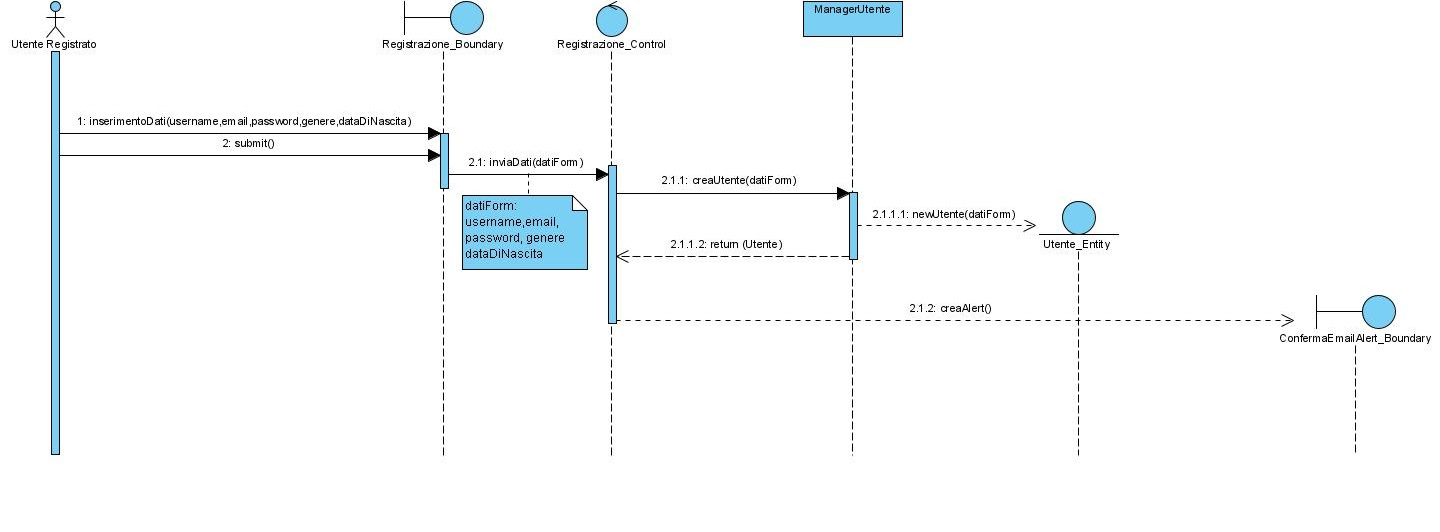 ManagerUtente
Utente Registrato
Registrazione_Boundary
Registrazione_Control
1: inserimentoDati(username,email,password,genere,dataDiNascita)
2: submit()
2.1: inviaDati(datiForm)
2.1.1: creaUtente(datiForm)
datiForm:
username,email,
password, genere
dataDiNascita
2.1.1.1: newUtente(datiForm)
2.1.1.2: return (Utente)
Utente_Entity
2.1.2: creaAlert()
ConfermaEmailAlert_Boundary